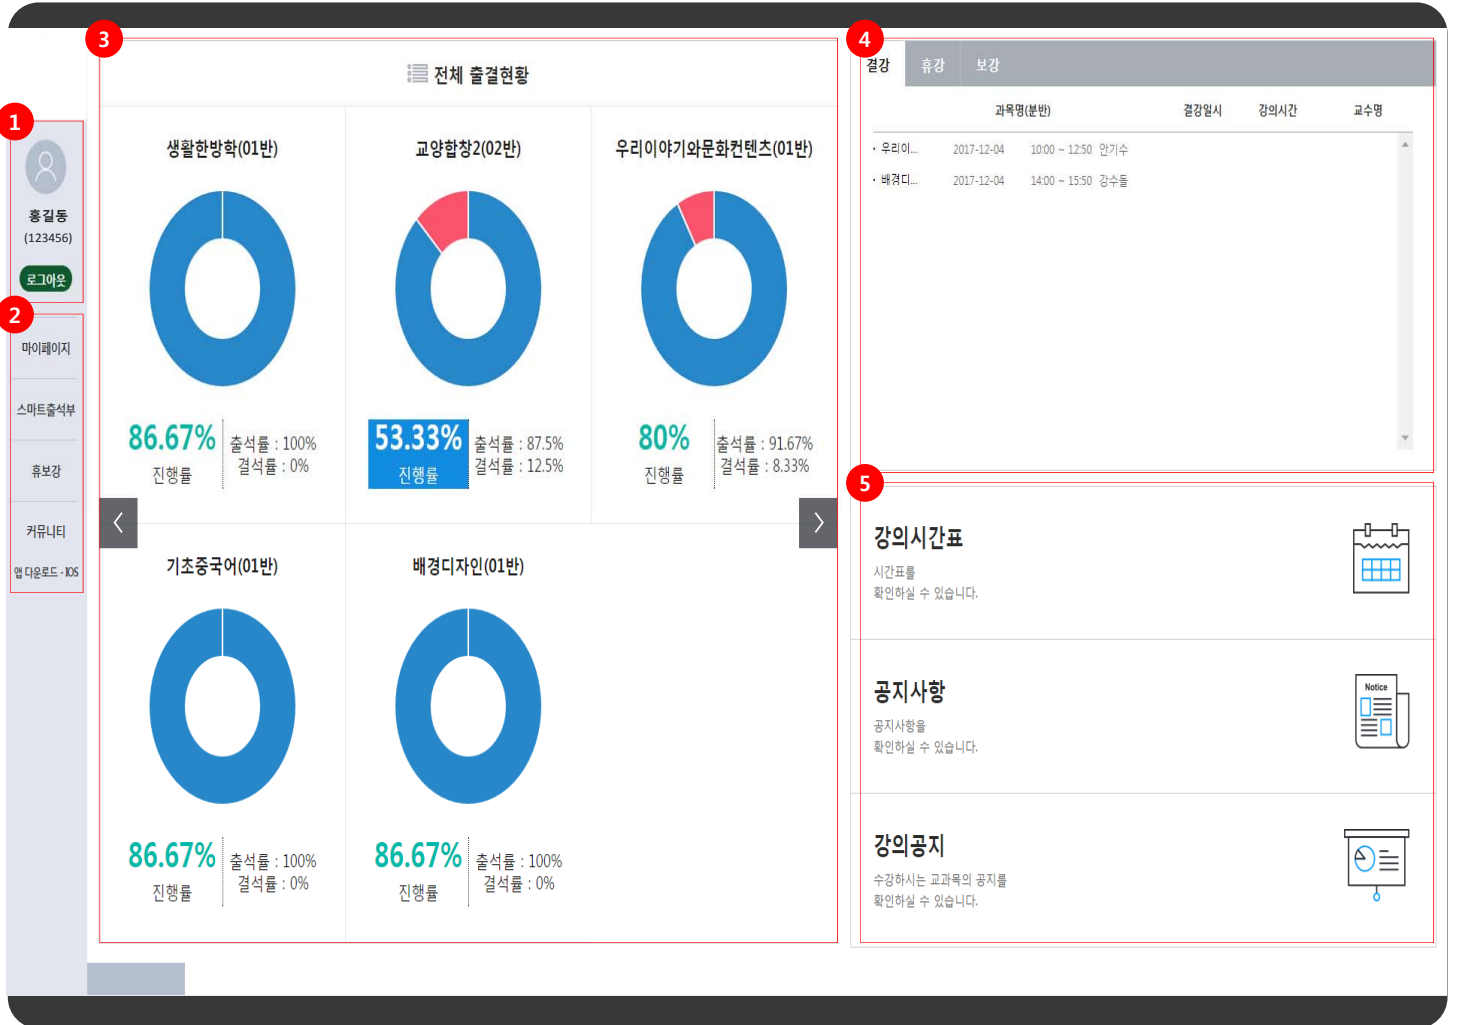 1
홍길동
(123456)
로그아웃
2
마이페이지
스마트출석부
휴보강
커뮤니티
앱 다운로드 - IOS
3
전체 출결현황
생활한방학(01반)
86.67%
진행률
출석률 : 100%
결석률 : 0%
교양합창2(02반)
53.33%
진행률
출석률 : 87.5%
결석률 : 12.5%
우리이야기와문화컨텐츠(01반)
80%
진행률
출석률 : 91.67%
결석률 : 8.33%
기초중국어(01반)
86.67%
진행률
출석률 : 100%
결석률 : 0%
배경디자인(01반)
86.67%
진행률
출석률 : 100%
결석률 : 0%
4
결강 휴강 보강
과목명(분반) 결강일시 강의시간 교수명
· 우리이... 2017-12-04 10:00 ~ 12:50 안기수
· 배경디... 2017-12-04 14:00 ~ 15:50 강수돌
5
강의시간표
시간표를
확인하실 수 있습니다.
공지사항
공지사항을
확인하실 수 있습니다.
Notice
강의공지
수강하시는 교과목의 공지를
확인하실 수 있습니다.